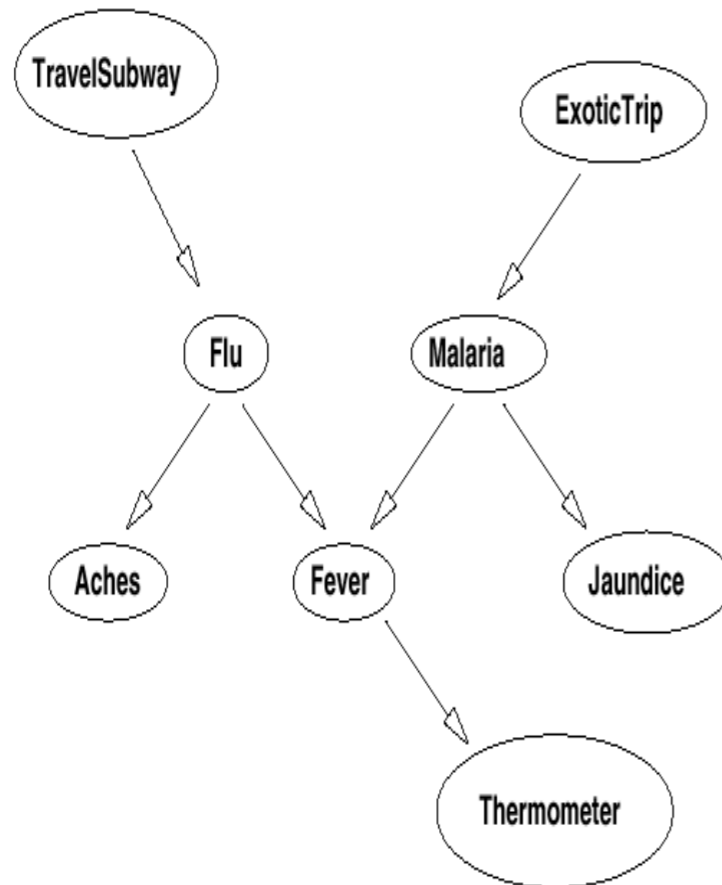 TravelSubway
ExoticTrip
Flu
Malaria
Aches
Fever
Jaundice
Thermometer